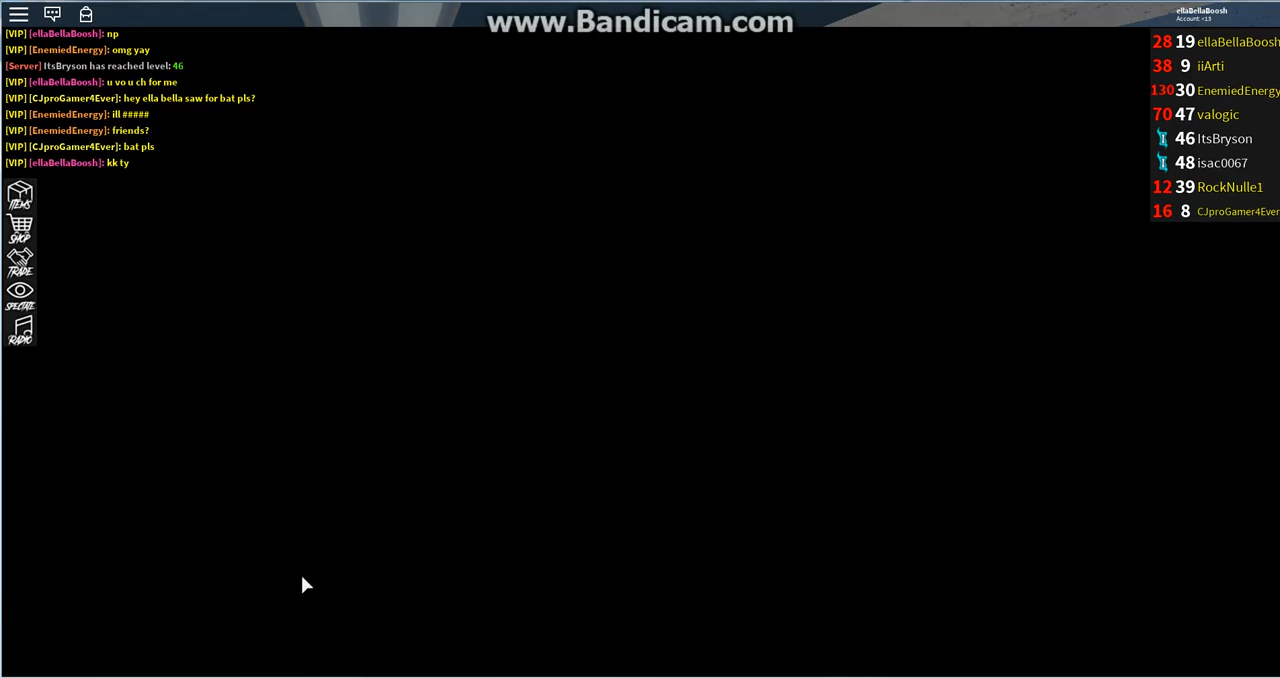 www.Bandicam.com
ellaBellaBoosh
Account: <13
[VIP] [ellaBellaBoosh]: np
[VIP] [EnemiedEnergy]: omg yay
[Server] ItsBryson has reached level: 46
[VIP] [ellaBellaBoosh]: u vo u ch for me
[VIP] [CJproGamer4Ever]: hey ella bella saw for bat pls?
[VIP] [EnemiedEnergy]: ill #####
[VIP] [EnemiedEnergy]: friends?
[VIP] [CJproGamer4Ever]: bat pls
[VIP] [ellaBellaBoosh]: kk ty
ITEMS
SHOP
TRADE
SPECTATE
RADIO
28 19 ellaBellaBoosh
38 9 iiArti
130 30 EnemiedEnergy
70 47 valogic
46 ItsBryson
48 isac0067
12 39 RockNulle1
16 8 CJproGamer4Ever